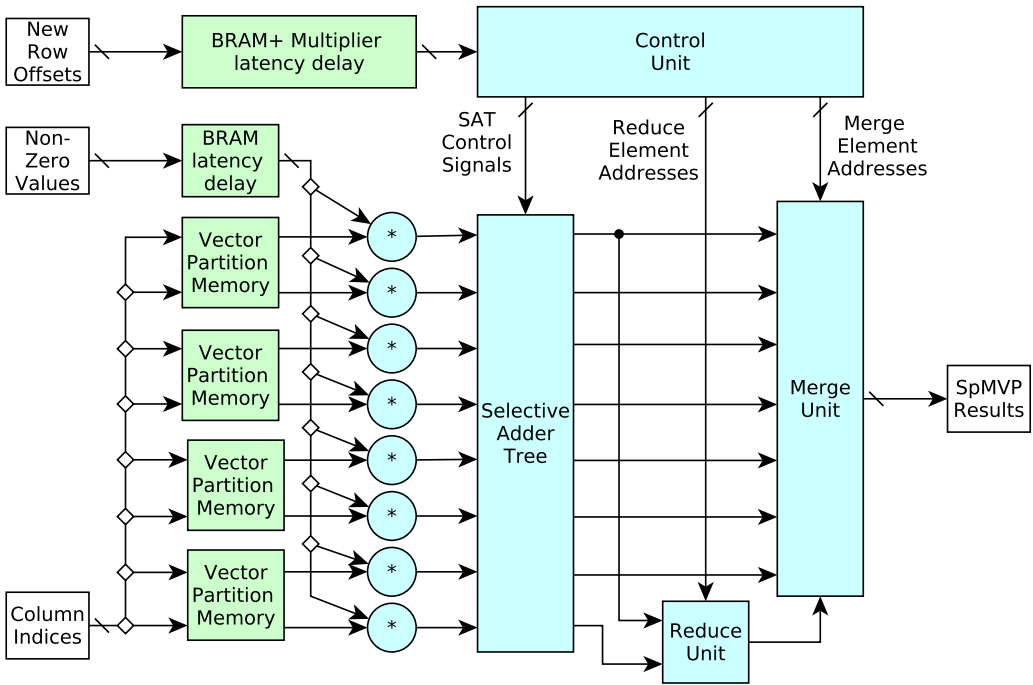 New
Row
Offsets
BRAM+ Multiplier
latency delay
Control
Unit
Non-
Zero
Values
BRAM
latency
delay
SAT
Control
Signals
Reduce
Element
Addresses
Merge
Element
Addresses
Vector
Partition
Memory
*
*
Vector
Partition
Memory
*
*
Vector
Partition
Memory
*
*
Vector
Partition
Memory
*
*
Selective
Adder
Tree
Merge
Unit
SpMVP
Results
Column
Indices
Reduce
Unit